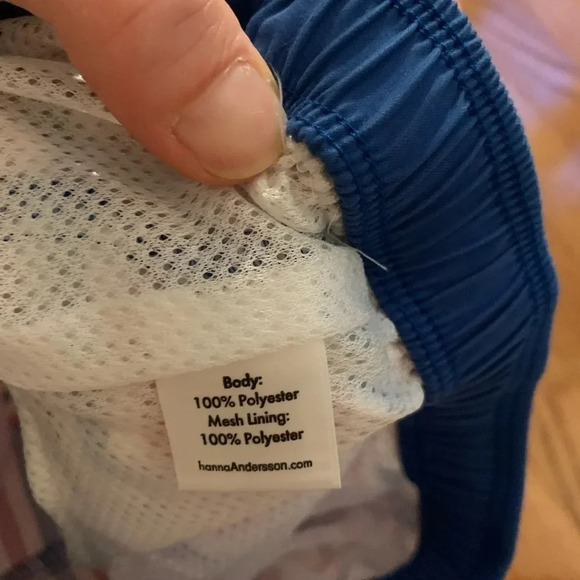 Body:
100% Polyester
Mesh Lining:
100% Polyester
hannaAndersson.com